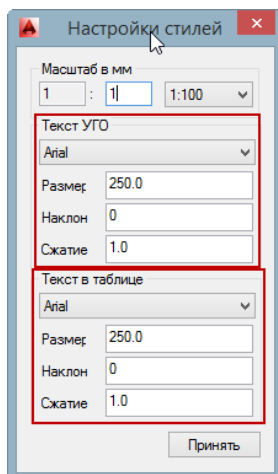 Настройки стилей
Масштаб в мм
1 : 1 1:100
Текст УГО
Arial
Размер 250.0
Наклон 0
Сжатие 1.0
Текст в таблице
Arial
Размер 250.0
Наклон 0
Сжатие 1.0
Принять